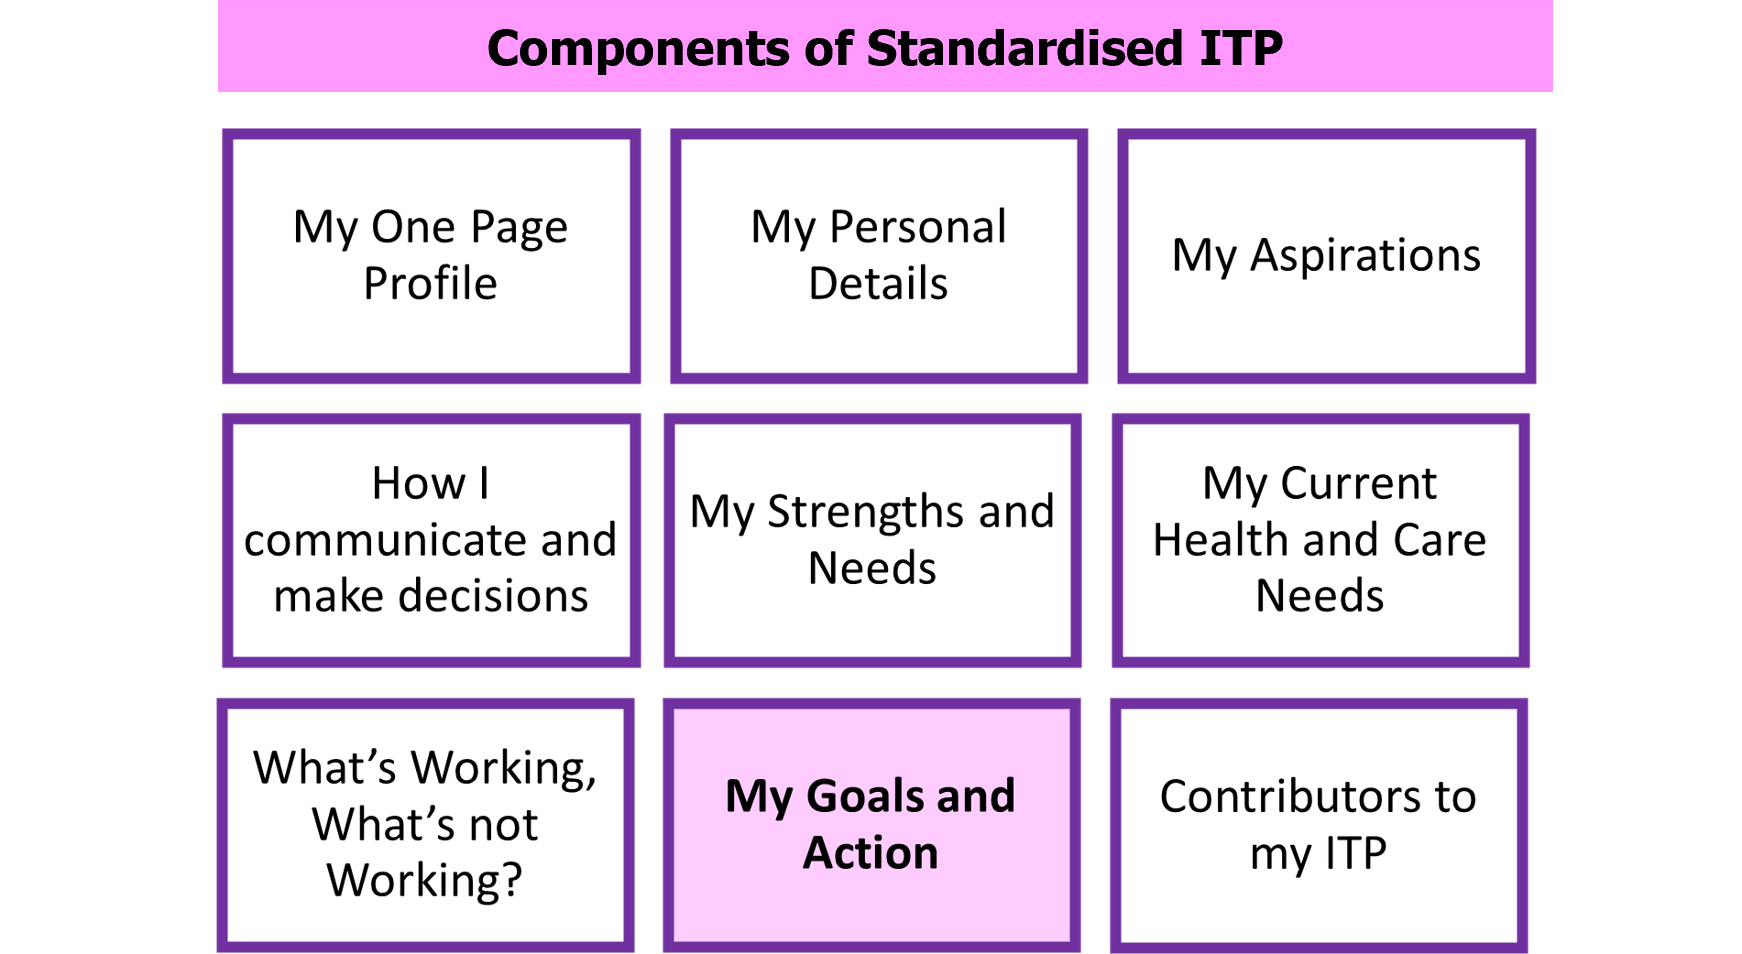 Components of Standardised ITP
My One Page
Profile
My Personal
Details
My Aspirations
How I
communicate and
make decisions
My Strengths and
Needs
My Current
Health and Care
Needs
What’s Working,
What’s not
Working?
My Goals and
Action
Contributors to
my ITP